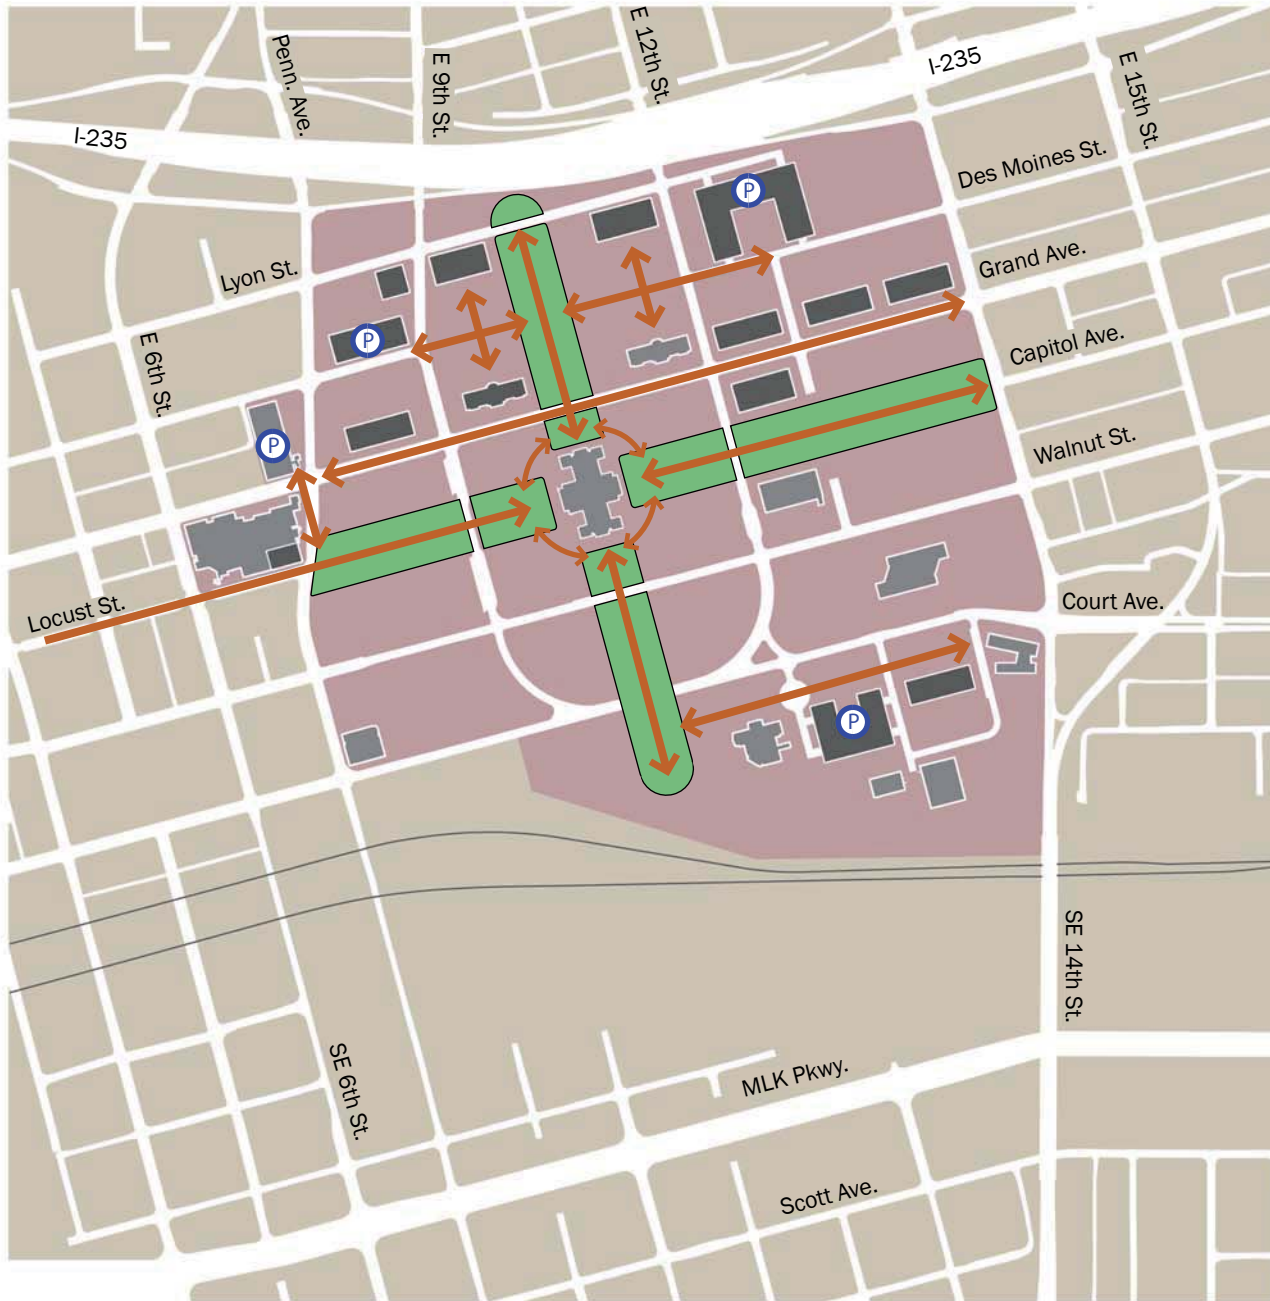 E 12th St.
Penn. Ave.
E 9th St.
I-235
E 15th St.
I-235
Des Moines St.
P
Lyon St.
Grand Ave.
P
E 6th St.
Capitol Ave.
P
Walnut St.
Locust St.
Court Ave.
P
SE 14th St.
SE 6th St.
MLK Pkwy.
Scott Ave.